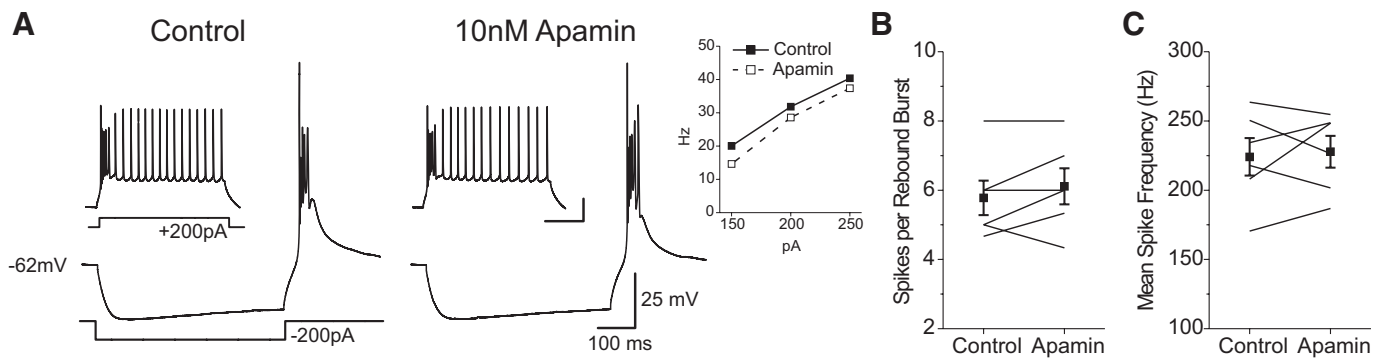 A
Control
10nM Apamin
+200pA
-62mV
-200pA
25 mV
100 ms
50
40
30
20
10
0
Hz
Control
Apamin
150
200
250
pA
B
10
8
6
4
2
Spikes per Rebound Burst
Control Apamin
C
300
250
200
150
100
Mean Spike Frequency (Hz)
Control Apamin